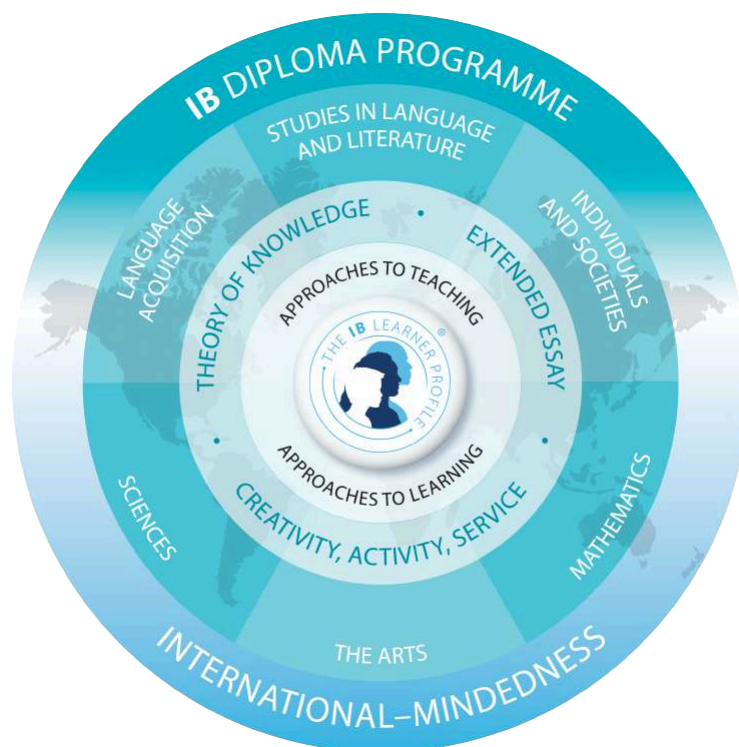 IB DIPLOMA PROGRAMME
STUDIES IN LANGUAGE
AND LITERATURE
LANGUAGE
ACQUISITION
INDIVIDUALS
AND SOCIETIES
THEORY OF KNOWLEDGE
•
EXTENDED ESSAY
APPROACHES TO TEACHING
• THE IB LEARNER PROFILE •
®
APPROACHES TO LEARNING
•
CREATIVITY, ACTIVITY, SERVICE
•
SCIENCES
MATHEMATICS
THE ARTS
INTERNATIONAL–MINDEDNESS